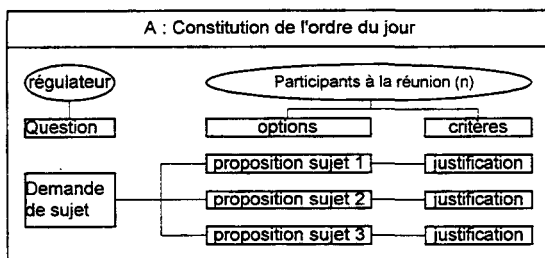 A : Constitution de l'ordre du jour
régulateur
Participants à la réunion (n)
Question
options
critères
proposition sujet 1
justification
Demande
de sujet
proposition sujet 2
justification
proposition sujet 3
justification